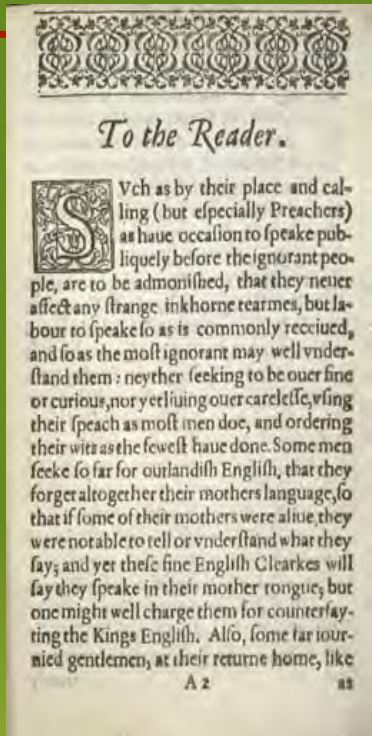 To the Reader.
SVch as by their place and cal-
ling (but eſpecially Preachers)
as haue occaſion to ſpeake pub-
liquely before the ignorant peo-
ple, are to be admoniſhed, that they neuer
affect any ſtrange inkhorne tearmes, but la-
bour to ſpeake ſo as is commonly receiued,
and ſo as the moſt ignorant may well vnder-
ſtand them: neyther ſeeking to be ouer fine
or curious, nor yet liuing ouer careleſſe, vſing
their ſpeach as moſt men doe, and ordering
their wits as the feweſt haue done. Some men
ſeeke ſo far for outlandiſh Engliſh, that they
forget altogether their mothers language, ſo
that if ſome of their mothers were aliue, they
were not able to tell or vnderſtand what they
ſay; and yet theſe fine Engliſh Clearkes will
ſay they ſpeake in their mother tongue; but
one might well charge them for counterfay-
ting the Kings Engliſh. Alſo, ſome far iour-
nied gentlemen, at their returne home, like
A 2 as